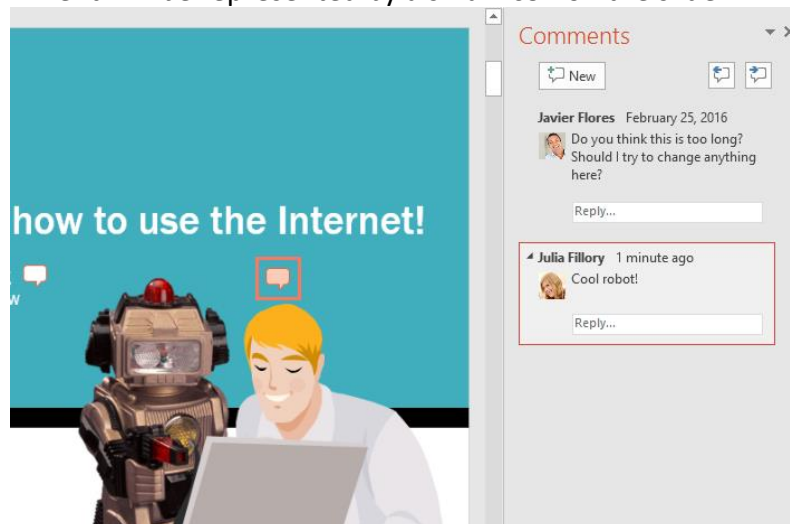 Comments
New
Javier Flores February 25, 2016
Do you think this is too long?
Should I try to change anything
here?
Reply...
how to use the Internet!
Julia Fillory 1 minute ago
Cool robot!
Reply...